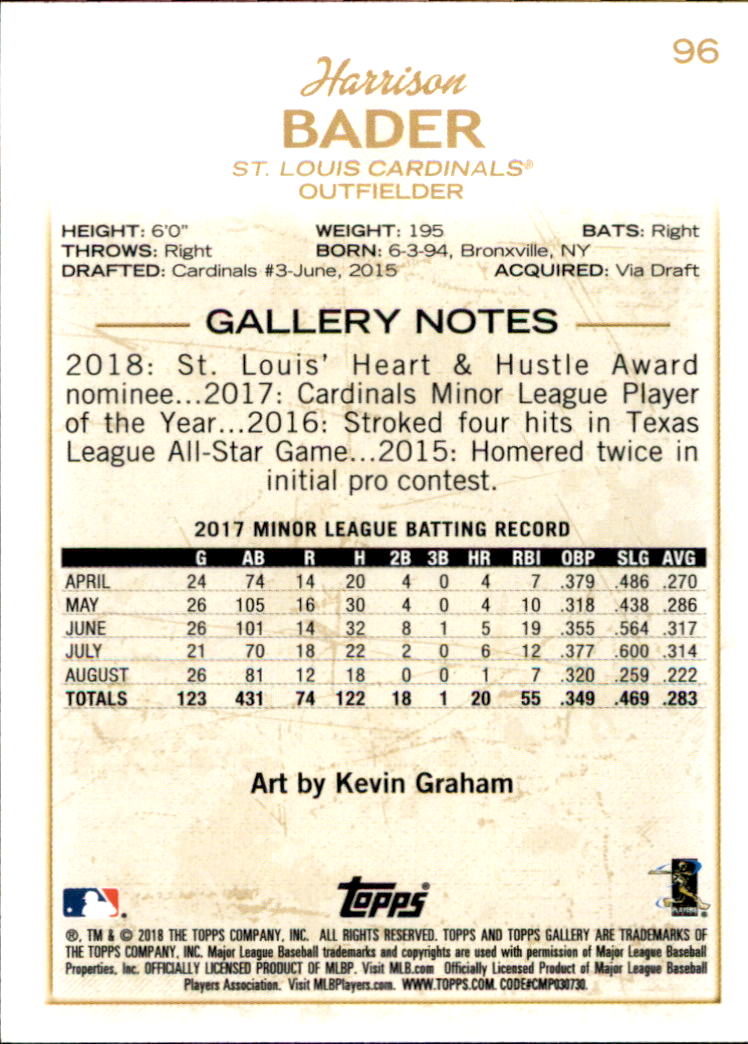 96
Harrison
BADER
ST. LOUIS CARDINALS®
OUTFIELDER
HEIGHT: 6'0" WEIGHT: 195 BATS: Right
THROWS: Right BORN: 6-3-94, Bronxville, NY
DRAFTED: Cardinals #3-June, 2015 ACQUIRED: Via Draft
GALLERY NOTES
2018: St. Louis' Heart & Hustle Award
nominee...2017: Cardinals Minor League Player
of the Year...2016: Stroked four hits in Texas
League All-Star Game...2015: Homered twice in
initial pro contest.
2017 MINOR LEAGUE BATTING RECORD
G AB R H 2B 3B HR RBI OBP SLG AVG
APRIL 24 74 14 20 4 0 4 7 .379 .486 .270
MAY 26 105 16 30 4 0 4 10 .318 .438 .286
JUNE 26 101 14 32 8 1 5 19 .355 .564 .317
JULY 21 70 18 22 2 0 6 12 .377 .600 .314
AUGUST 26 81 12 18 0 0 1 7 .320 .259 .222
TOTALS 123 431 74 122 18 1 20 55 .349 .469 .283
Art by Kevin Graham
topps®
PLAYERS
®, TM & © 2018 THE TOPPS COMPANY, INC. ALL RIGHTS RESERVED. TOPPS AND TOPPS GALLERY ARE TRADEMARKS OF
THE TOPPS COMPANY, INC. Major League Baseball trademarks and copyrights are used with permission of Major League Baseball
Properties, Inc. OFFICIALLY LICENSED PRODUCT OF MLBP. Visit MLB.com Officially Licensed Product of Major League Baseball
Players Association. Visit MLBPlayers.com. WWW.TOPPS.COM. CODE#CMP030730.